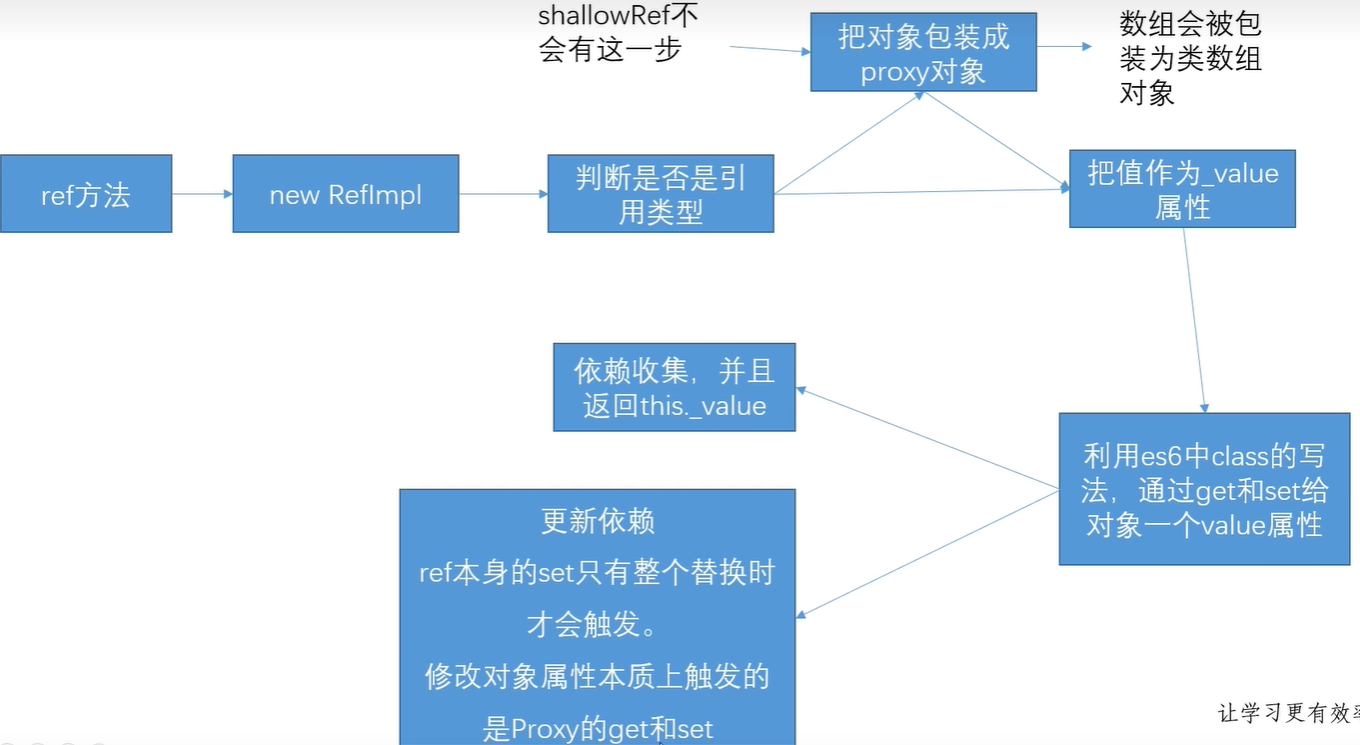 shallowRef不
会有这一步
把对象包装成
proxy对象
数组会被包
装为类数组
对象
ref方法
new RefImpl
判断是否是引
用类型
把值作为_value
属性
依赖收集，并且
返回this._value
利用es6中class的写
法，通过get和set给
对象一个value属性
更新依赖
ref本身的set只有整个替换时
才会触发。
修改对象属性本质上触发的
是Proxy的get和set
让学习更有效率